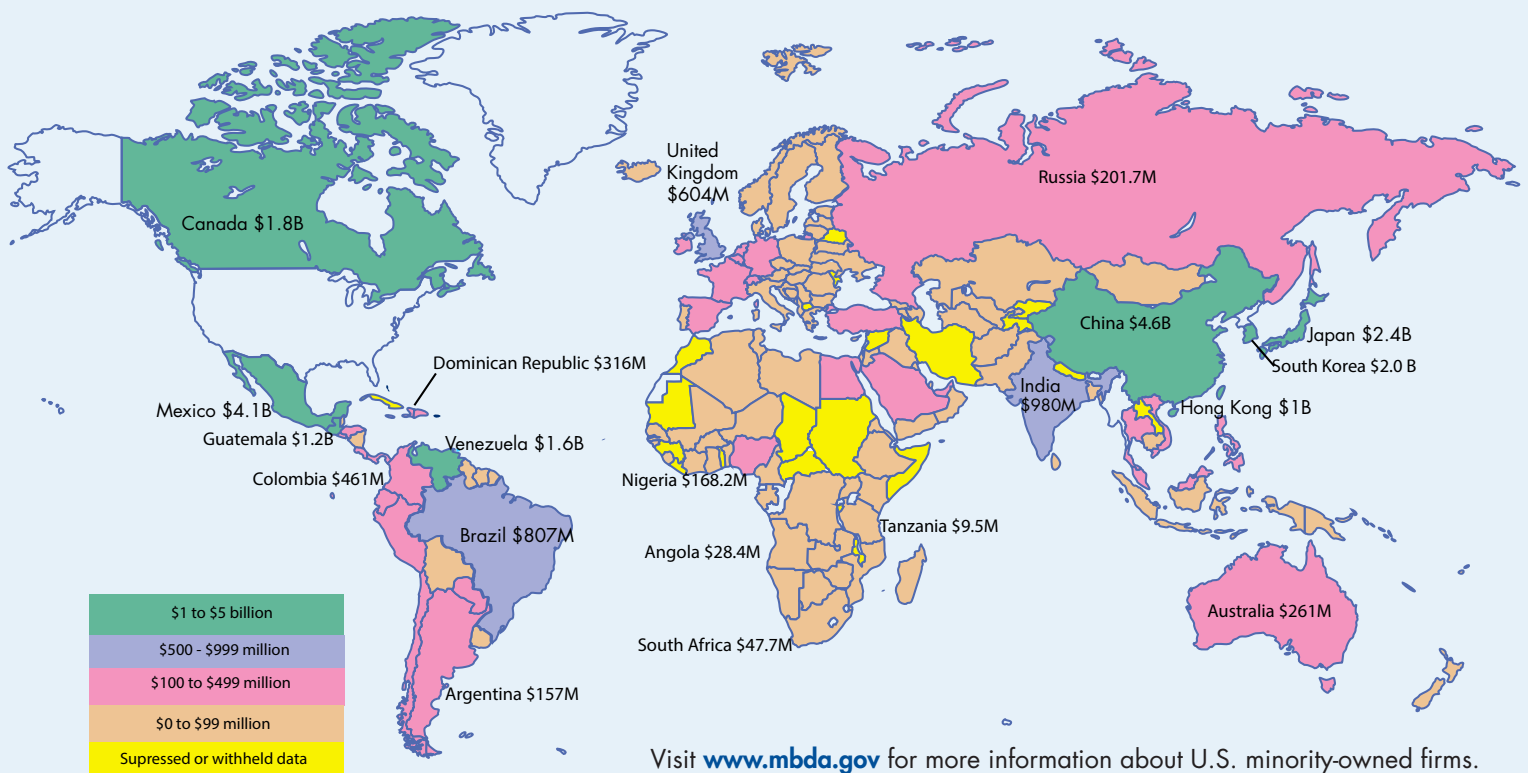 United
Kingdom
$604M
Russia $201.7M
Canada $1.8B
China $4.6B
Japan $2.4B
South Korea $2.0 B
Dominican Republic $316M
India
$980M
Mexico $4.1B
Hong Kong $1B
Guatemala $1.2B
Venezuela $1.6B
Colombia $461M
Nigeria $168.2M
Tanzania $9.5M
Brazil $807M
Angola $28.4M
Australia $261M
South Africa $47.7M
Argentina $157M
$1 to $5 billion
$500 - $999 million
$100 to $499 million
$0 to $99 million
Supressed or withheld data
Visit www.mbda.gov for more information about U.S. minority-owned firms.